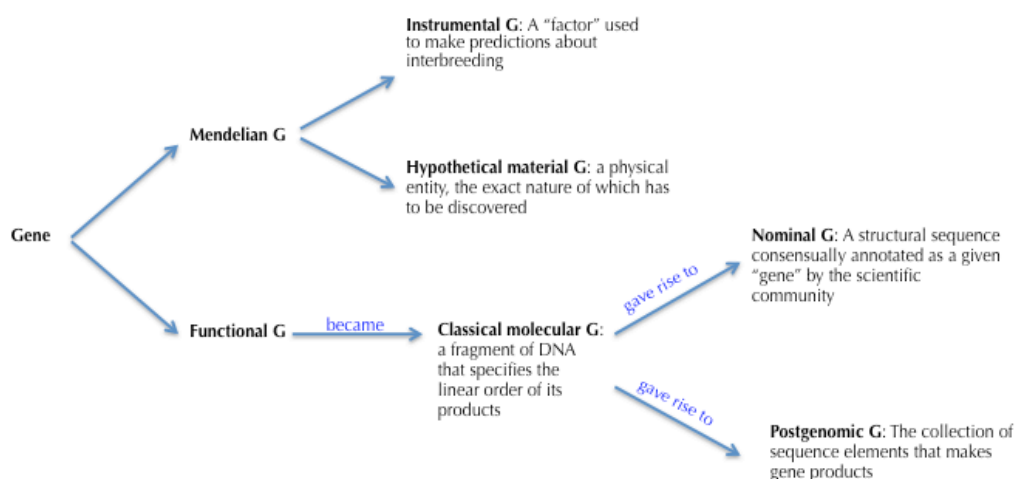 Instrumental G: A “factor” used
to make predictions about
interbreeding
Mendelian G
Hypothetical material G: a physical
entity, the exact nature of which has
to be discovered
Gene
Nominal G: A structural sequence
consensually annotated as a given
“gene” by the scientific
community
gave rise to
Functional G
became
Classical molecular G:
a fragment of DNA
that specifies the
linear order of its
products
gave rise to
Postgenomic G: The collection of
sequence elements that makes
gene products